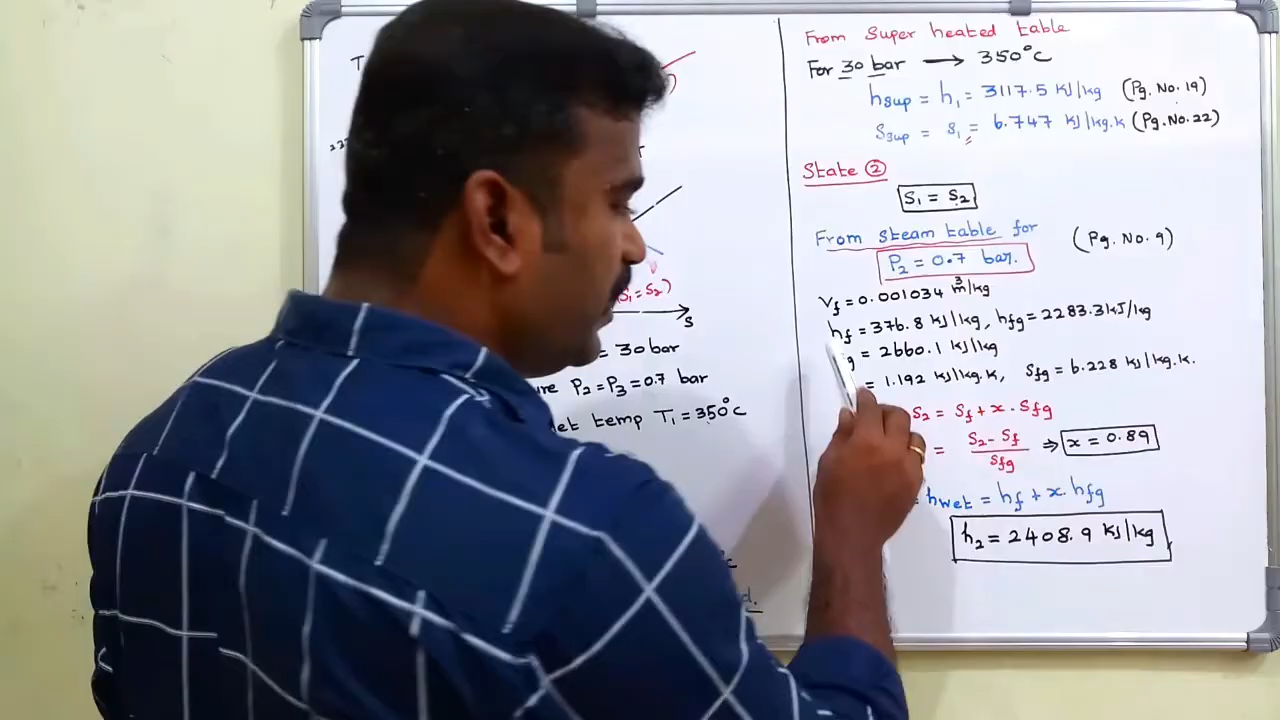 T
T
(S₁ = S₂)
S
= 30 bar
ure P₂ = P₃ = 0.7 bar
let temp T₁ = 350°C
°C
d.
From Super heated table
For 30 bar → 350°C
hsup = h₁ = 3117.5 KJ/kg (Pg. No. 19)
Ssup = S₁ = 6.747 KJ/kg.K (Pg. No. 22)
State ②
S₁ = S₂
From steam table for (Pg. No. 9)
P₂ = 0.7 bar.
Vf = 0.001034 m³/kg
hf = 376.8 KJ/kg, hfg = 2283.3 kJ/kg
g = 2660.1 KJ/kg
= 1.192 KJ/kg.K, Sfg = 6.228 KJ/kg.K.
S₂ = Sf + x . Sfg
= S₂ - Sf / Sfg ⇒ x = 0.89
= hwet = hf + x. hfg
h₂ = 2408.9 KJ/kg